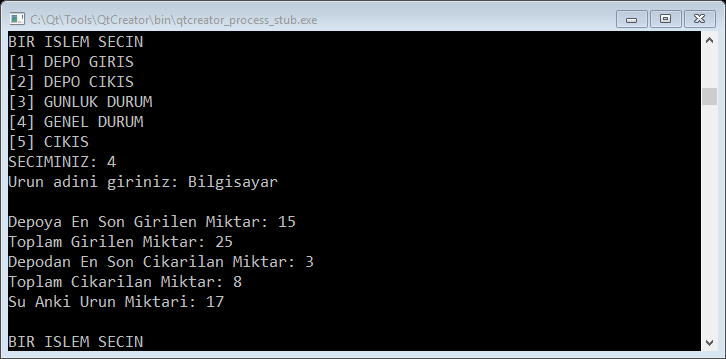 C:\Qt\Tools\QtCreator\bin\qtcreator_process_stub.exe
BIR ISLEM SECIN
[1] DEPO GIRIS
[2] DEPO CIKIS
[3] GUNLUK DURUM
[4] GENEL DURUM
[5] CIKIS
SECIMINIZ: 4
Urun adini giriniz: Bilgisayar
Depoya En Son Girilen Miktar: 15
Toplam Girilen Miktar: 25
Depodan En Son Cikarilan Miktar: 3
Toplam Cikarilan Miktar: 8
Su Anki Urun Miktari: 17
BIR ISLEM SECIN